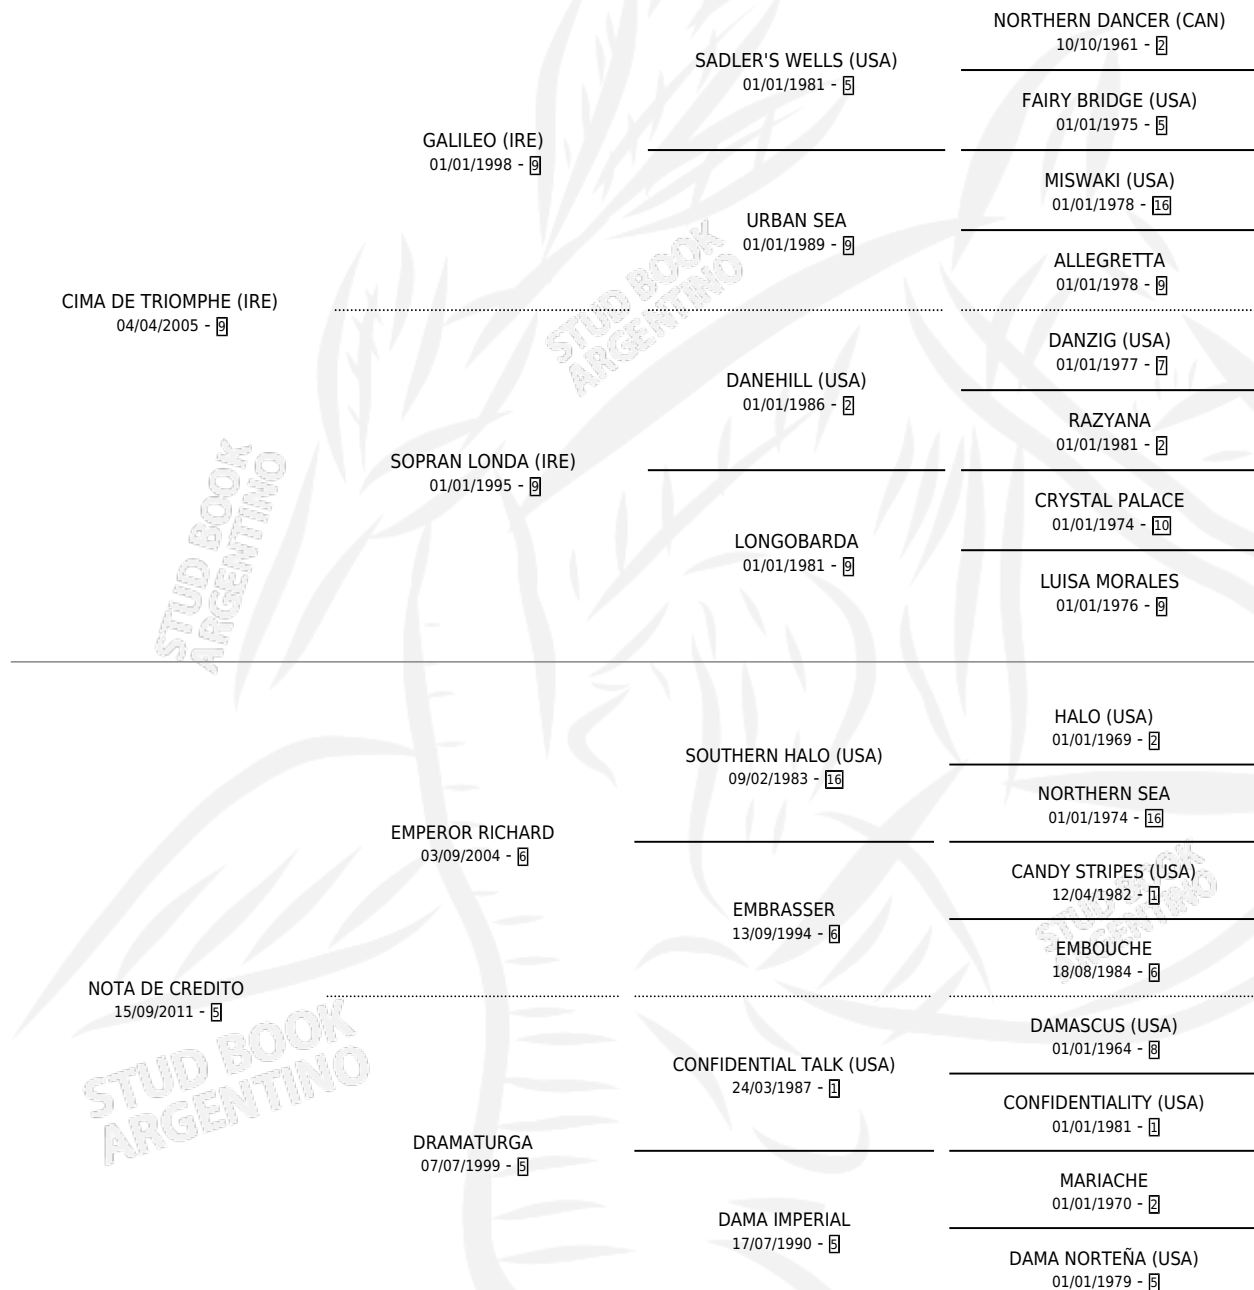 NORTHERN DANCER (CAN)
10/10/1961 - 2
SADLER'S WELLS (USA)
01/01/1981 - 5
FAIRY BRIDGE (USA)
01/01/1975 - 5
GALILEO (IRE)
01/01/1998 - 9
MISWAKI (USA)
01/01/1978 - 16
URBAN SEA
01/01/1989 - 9
ALLEGRETTA
01/01/1978 - 9
STUD BOOK
ARGENTINO
CIMA DE TRIOMPHE (IRE)
04/04/2005 - 9
DANZIG (USA)
01/01/1977 - 7
DANEHILL (USA)
01/01/1986 - 2
RAZYANA
01/01/1981 - 2
SOPRAN LONDA (IRE)
01/01/1995 - 9
CRYSTAL PALACE
01/01/1974 - 10
LONGOBARDA
01/01/1981 - 9
LUISA MORALES
01/01/1976 - 9
STUD BOOK
ARGENTINO
HALO (USA)
01/01/1969 - 2
SOUTHERN HALO (USA)
09/02/1983 - 16
NORTHERN SEA
01/01/1974 - 16
EMPEROR RICHARD
03/09/2004 - 6
CANDY STRIPES (USA)
12/04/1982 - 1
EMBRASSER
13/09/1994 - 6
STUD BOOK
ARGENTINO
EMBOUCHE
18/08/1984 - 6
NOTA DE CREDITO
15/09/2011 - 5
DAMASCUS (USA)
01/01/1964 - 8
CONFIDENTIAL TALK (USA)
24/03/1987 - 1
CONFIDENTIALITY (USA)
01/01/1981 - 1
STUD BOOK
ARGENTINO
DRAMATURGA
07/07/1999 - 5
MARIACHE
01/01/1970 - 2
DAMA IMPERIAL
17/07/1990 - 5
DAMA NORTEÑA (USA)
01/01/1979 - 5